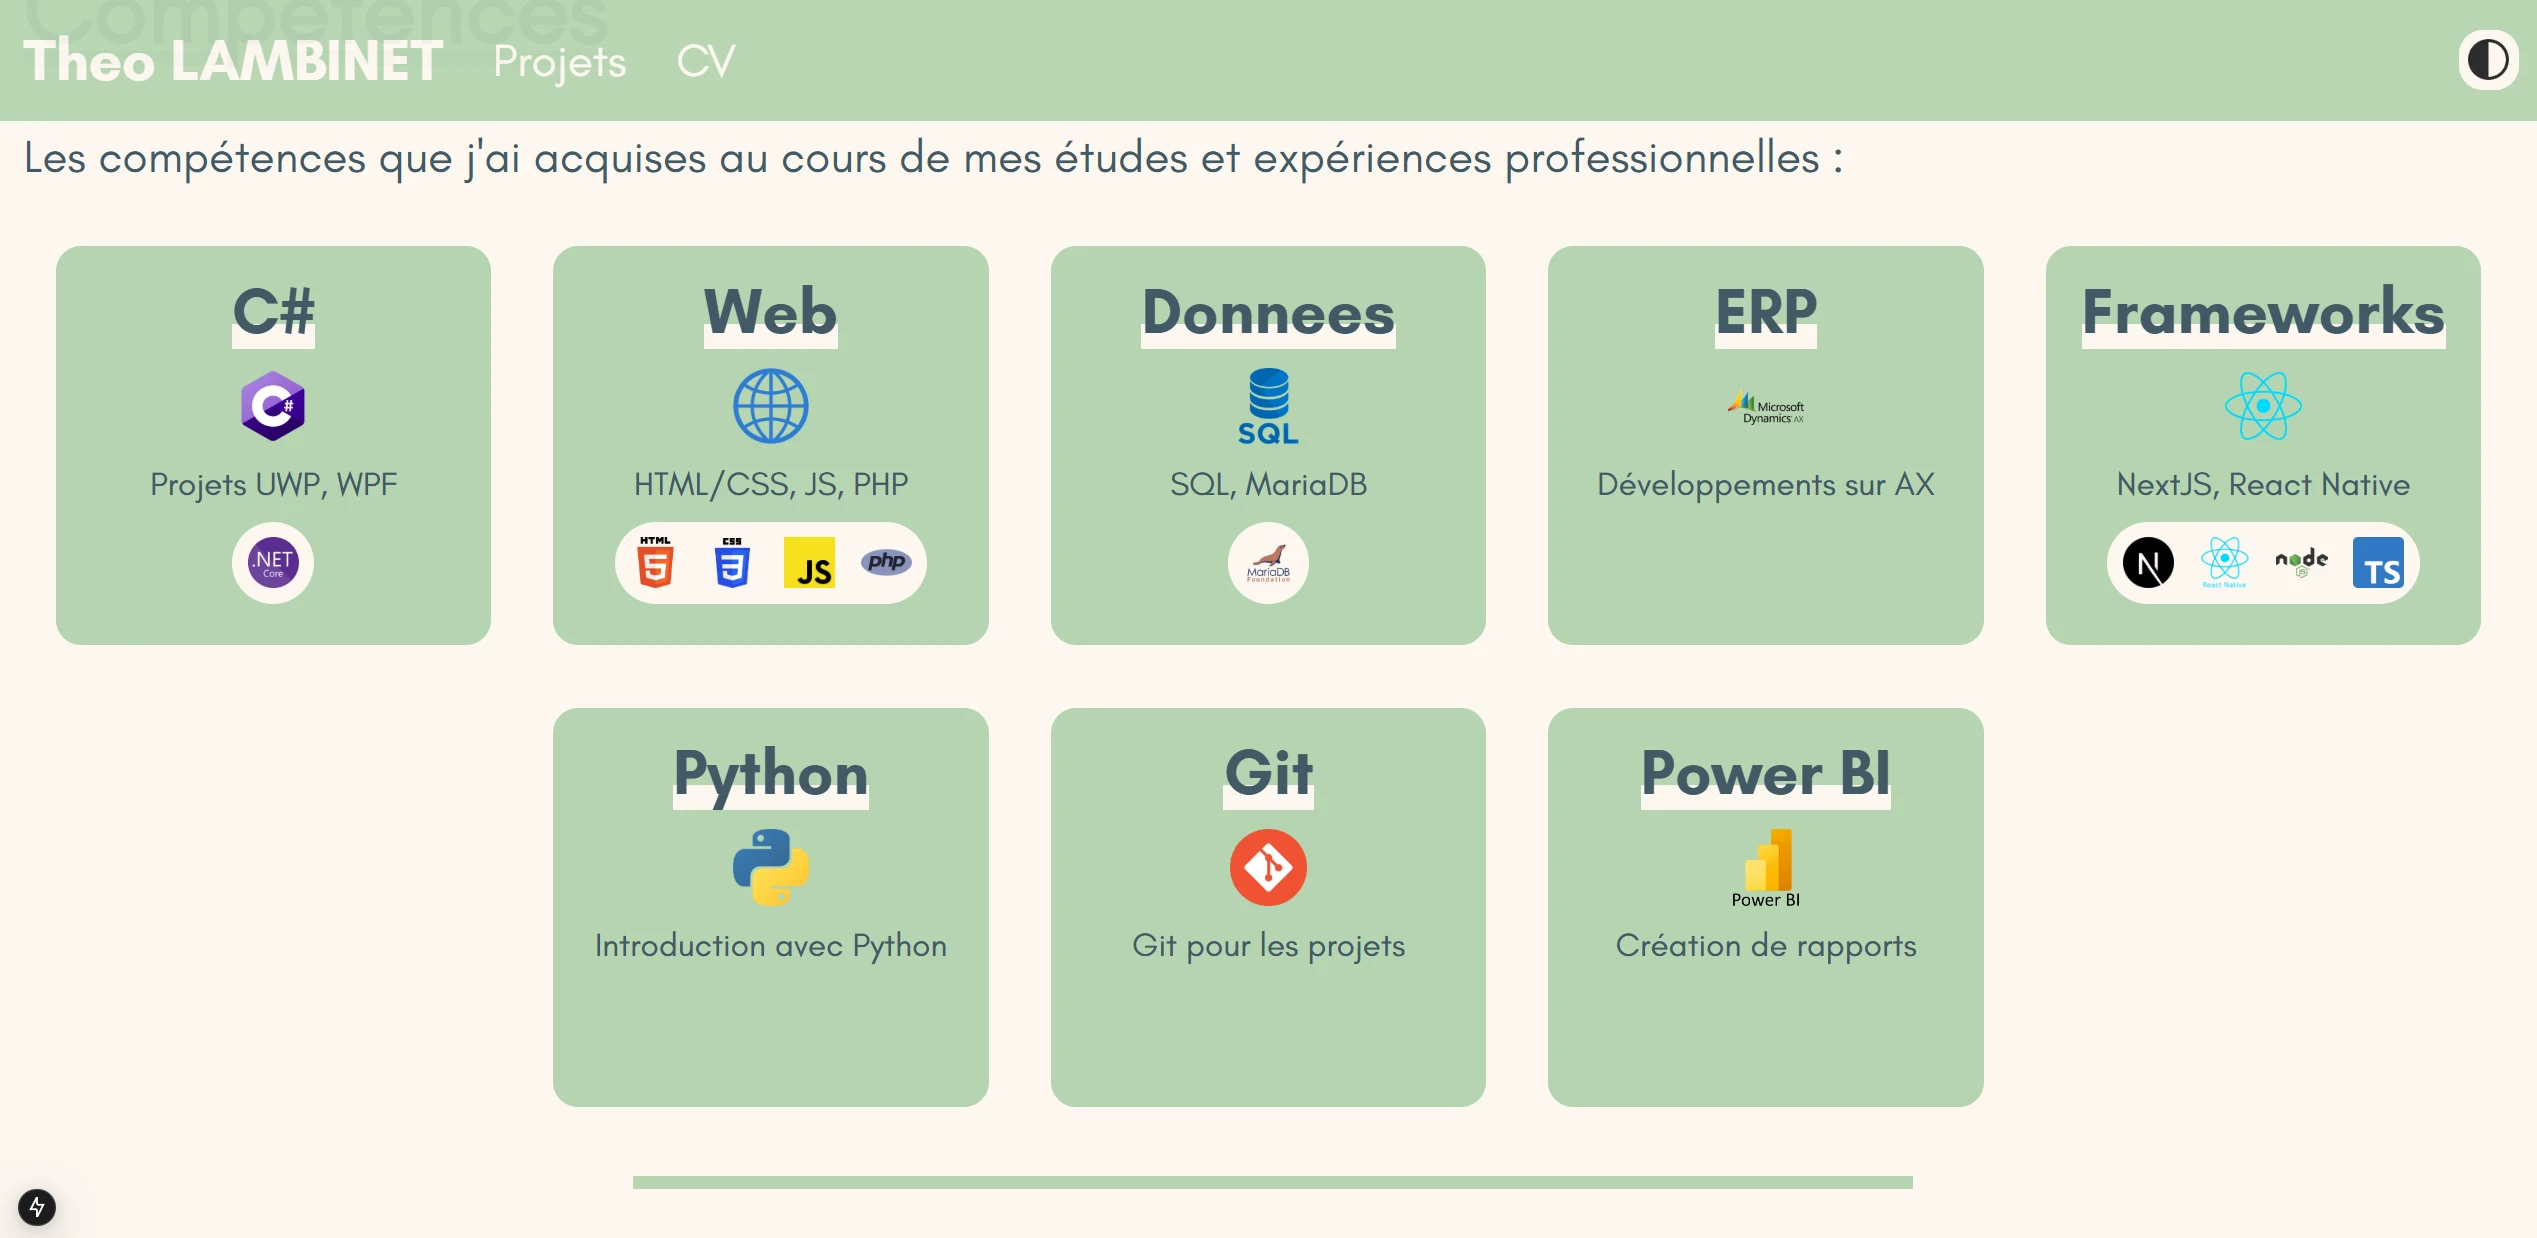 Compétences
Theo LAMBINET Projets CV
Les compétences que j'ai acquises au cours de mes études et expériences professionnelles :
C#
C#
Projets UWP, WPF
.NET
Core
Web
HTML/CSS, JS, PHP
HTML
5
CSS
3
JS
php
Donnees
SQL
SQL, MariaDB
MariaDB
Foundation
ERP
Microsoft
Dynamics AX
Développements sur AX
Frameworks
NextJS, React Native
N
React Native
node
JS
TS
Python
Introduction avec Python
Git
Git pour les projets
Power BI
Power BI
Création de rapports